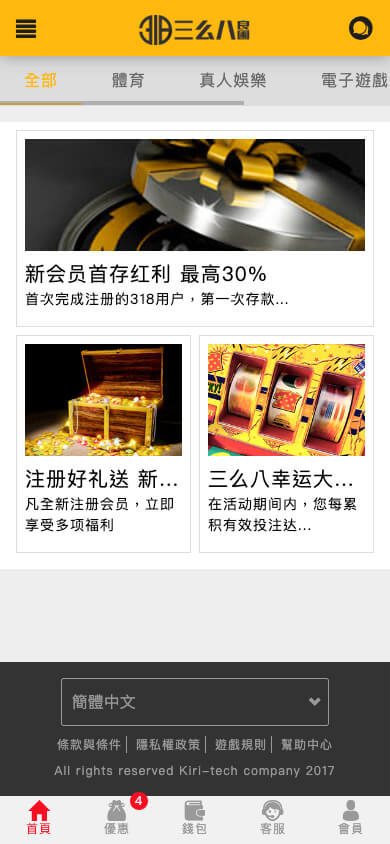 三么八良圖
全部 體育 真人娛樂 電子遊戲
新会员首存红利 最高30%
首次完成注册的318用户，第一次存款...
注册好礼送 新...
凡全新注册会员，立即
享受多项福利
三么八幸运大...
在活动期间内，您每累
积有效投注达...
簡體中文
條款與條件 隱私權政策 遊戲規則 幫助中心
All rights reserved Kiri-tech company 2017
4
首頁 優惠 錢包 客服 會員